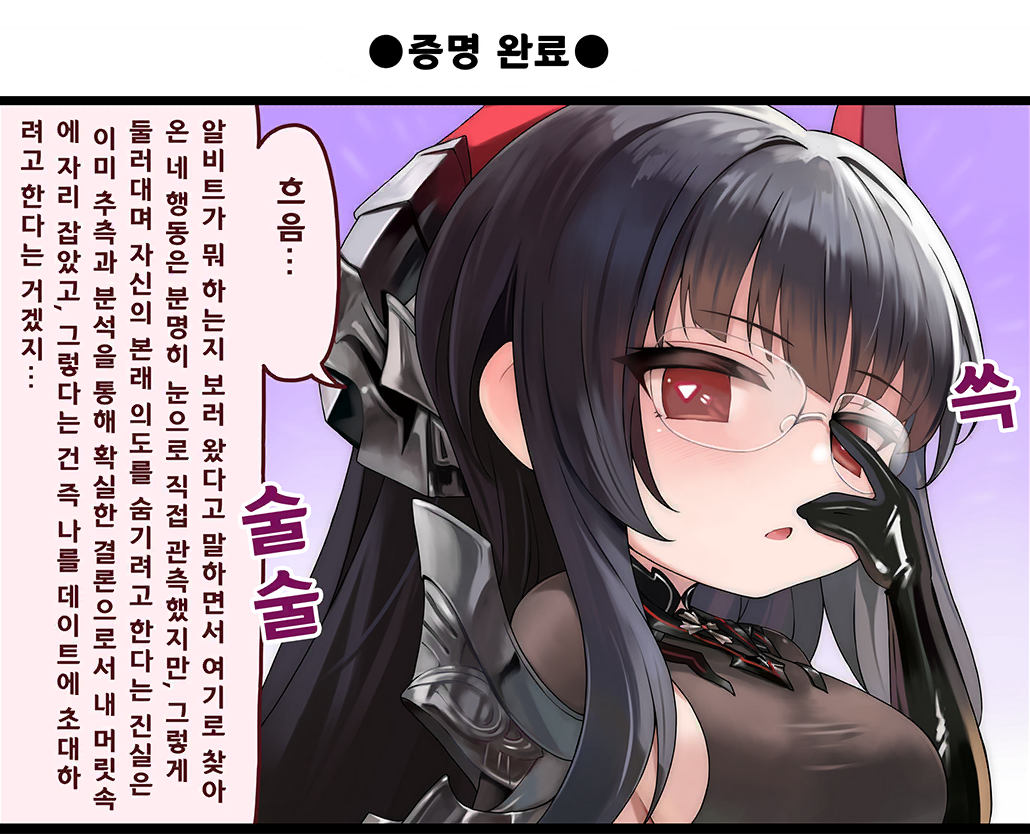 ●증명 완료●
흐음…
알비트가 뭐 하는지 보러 왔다고 말하면서 여기로 찾아
온 네 행동은 분명히 눈으로 직접 관측했지만, 그렇게
둘러대며 자신의 본래 의도를 숨기려고 한다는 진실은
이미 추측과 분석을 통해 확실한 결론으로서 내 머릿속
에 자리 잡았고, 그렇다는 건 즉 나를 데이트에 초대하
려고 한다는 거겠지…
술술
쓱